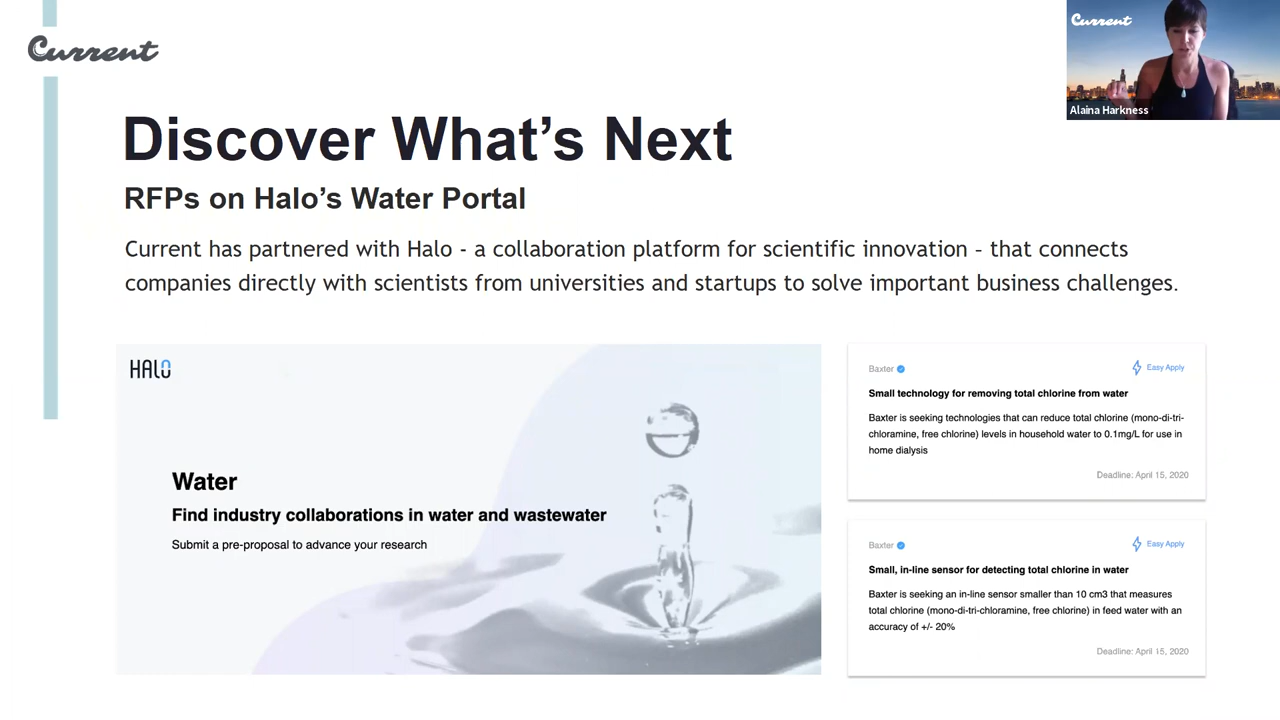 Current
Current
Alaina Harkness
Discover What's Next
RFPs on Halo's Water Portal
Current has partnered with Halo - a collaboration platform for scientific innovation – that connects
companies directly with scientists from universities and startups to solve important business challenges.
HALO
Water
Find industry collaborations in water and wastewater
Submit a pre-proposal to advance your research
Baxter
Easy Apply
Small technology for removing total chlorine from water
Baxter is seeking technologies that can reduce total chlorine (mono-di-tri-
chloramine, free chlorine) levels in household water to 0.1mg/L for use in
home dialysis
Deadline: April 15, 2020
Baxter
Easy Apply
Small, in-line sensor for detecting total chlorine in water
Baxter is seeking an in-line sensor smaller than 10 cm3 that measures
total chlorine (mono-di-tri-chloramine, free chlorine) in feed water with an
accuracy of +/- 20%
Deadline: April 15, 2020